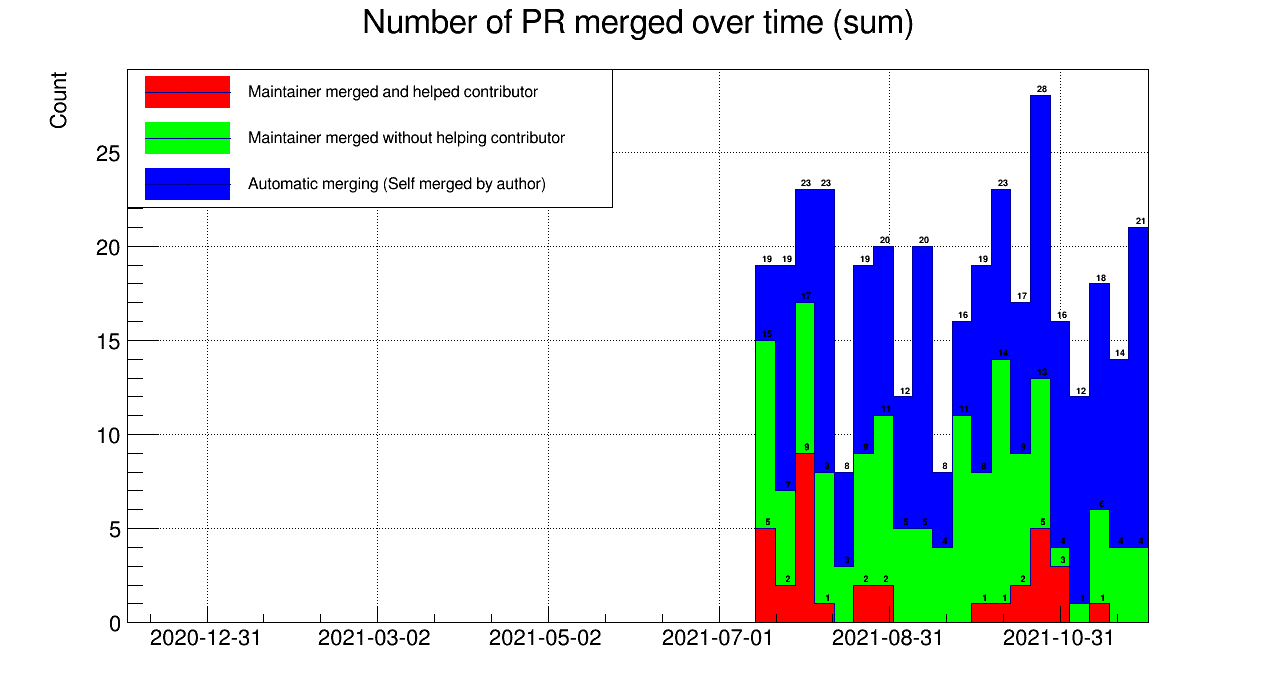 Number of PR merged over time (sum)
Count
Maintainer merged and helped contributor
Maintainer merged without helping contributor
Automatic merging (Self merged by author)
25
20
15
10
5
0
28
23 23 23
21
20 20
19 19 19 19
18
17 17
16 16
15
14 14
13
12 12
11 11
9 9 9
8 8 8 8
7
6
5 5 5 5
4 4 4 4
3 3
2 2 2 2
1 1 1 1 1
2020-12-31 2021-03-02 2021-05-02 2021-07-01 2021-08-31 2021-10-31